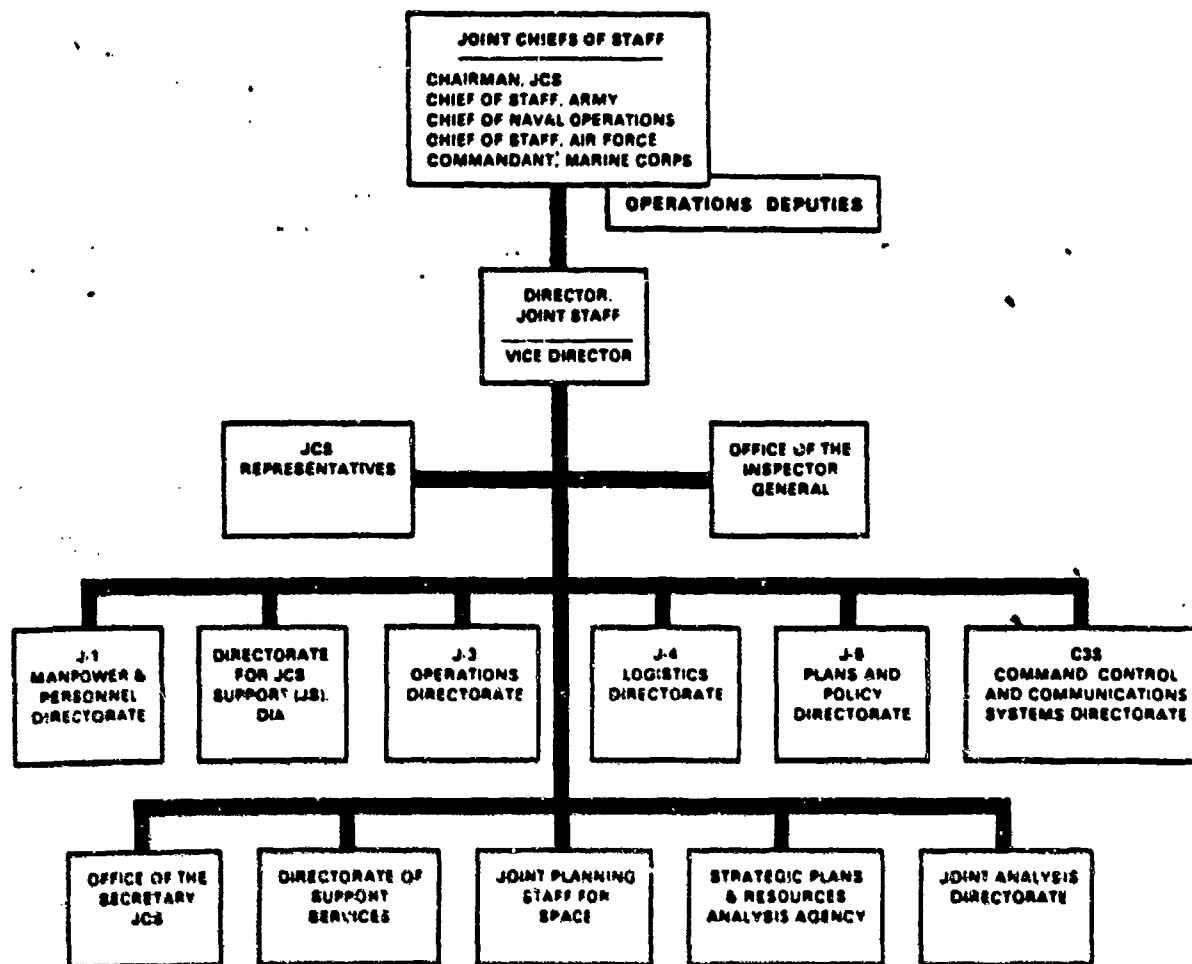 JOINT CHIEFS OF STAFF
CHAIRMAN, JCS
CHIEF OF STAFF, ARMY
CHIEF OF NAVAL OPERATIONS
CHIEF OF STAFF, AIR FORCE
COMMANDANT, MARINE CORPS
OPERATIONS DEPUTIES
DIRECTOR,
JOINT STAFF
VICE DIRECTOR
JCS
REPRESENTATIVES
OFFICE OF THE
INSPECTOR
GENERAL
J-1
MANPOWER &
PERSONNEL
DIRECTORATE
DIRECTORATE
FOR JCS
SUPPORT (JS),
DIA
J-3
OPERATIONS
DIRECTORATE
J-4
LOGISTICS
DIRECTORATE
J-5
PLANS AND
POLICY
DIRECTORATE
C3S
COMMAND CONTROL
AND COMMUNICATIONS
SYSTEMS DIRECTORATE
OFFICE OF THE
SECRETARY
JCS
DIRECTORATE OF
SUPPORT
SERVICES
JOINT PLANNING
STAFF FOR
SPACE
STRATEGIC PLANS
& RESOURCES
ANALYSIS AGENCY
JOINT ANALYSIS
DIRECTORATE